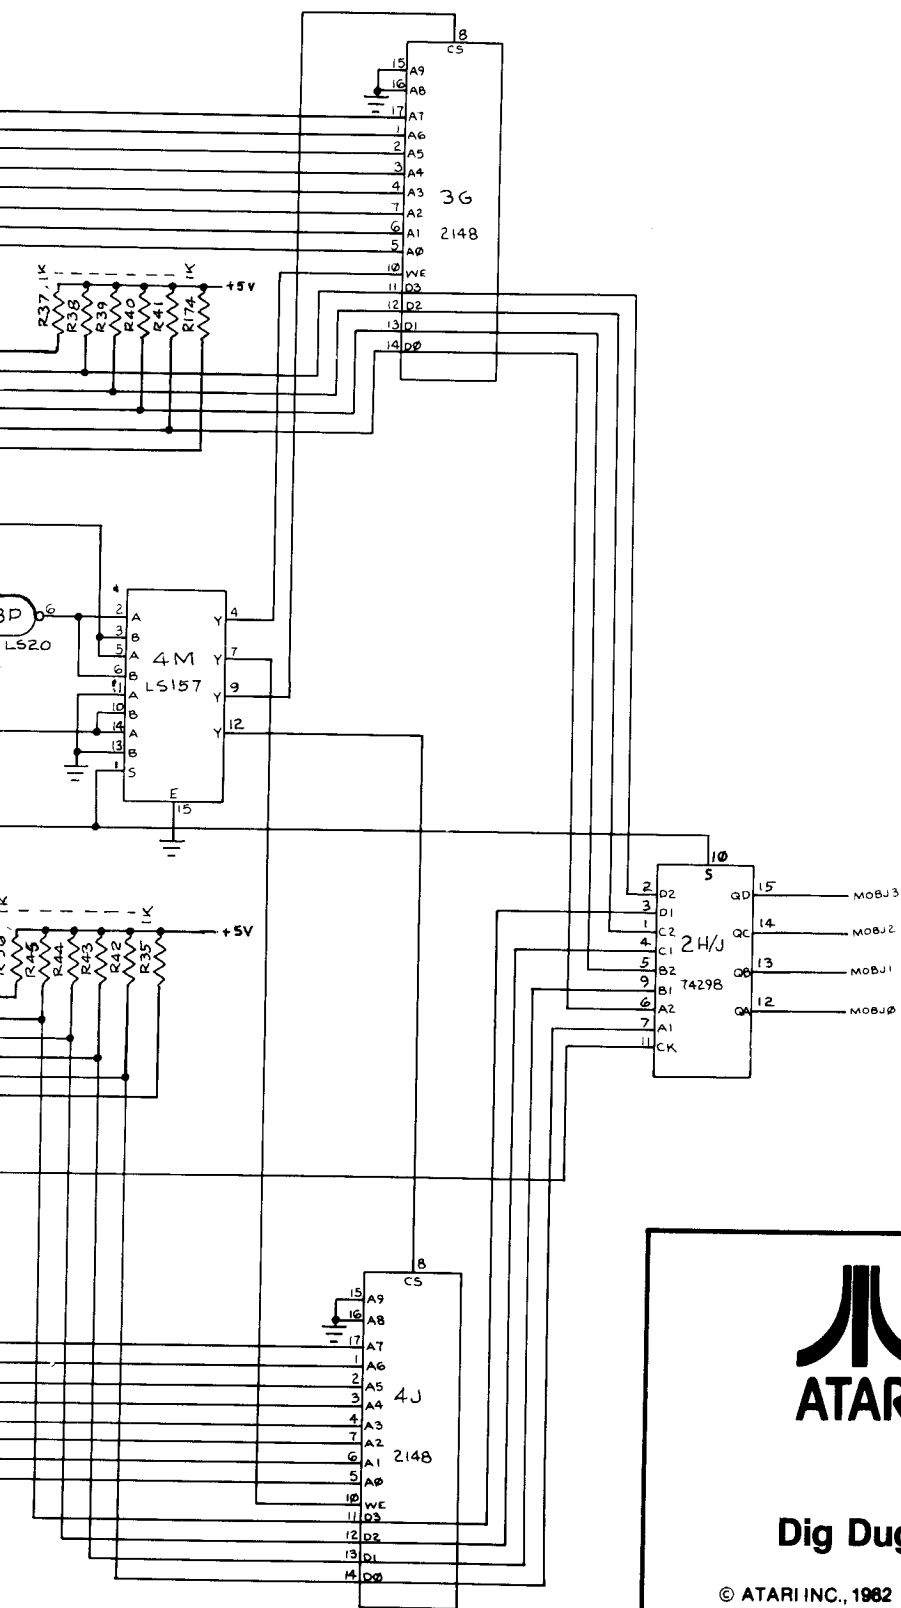 8
CS
15 A9
16 A8
17 A7
1 A6
2 A5
3 A4
4 A3
7 A2
6 A1
5 AØ
3G
2148
10 WE
11 D3
12 D2
13 D1
14 DØ
1K 1K
+5V
R37 R38 R39 R40 R41 R174
6
LS20
2 A
3 B
5 A
6 B
11 A
10 B
14 A
13 B
1 S
4M
LS157
Y 4
Y 7
Y 9
Y 12
E
15
1K
+5V
R45 R44 R43 R42 R35
10
S
2 D2
3 D1
1 C2
4 C1
5 B2
9 B1
6 A2
7 A1
11 CK
2H/J
74298
QD 15 MOBJ3
QC 14 MOBJ2
QB 13 MOBJ1
QA 12 MOBJØ
8
CS
15 A9
16 A8
17 A7
1 A6
2 A5
3 A4
4 A3
7 A2
6 A1
5 AØ
4J
2148
10 WE
11 D3
12 D2
13 D1
14 DØ
ATAR
Dig Dug
© ATARI INC., 1982